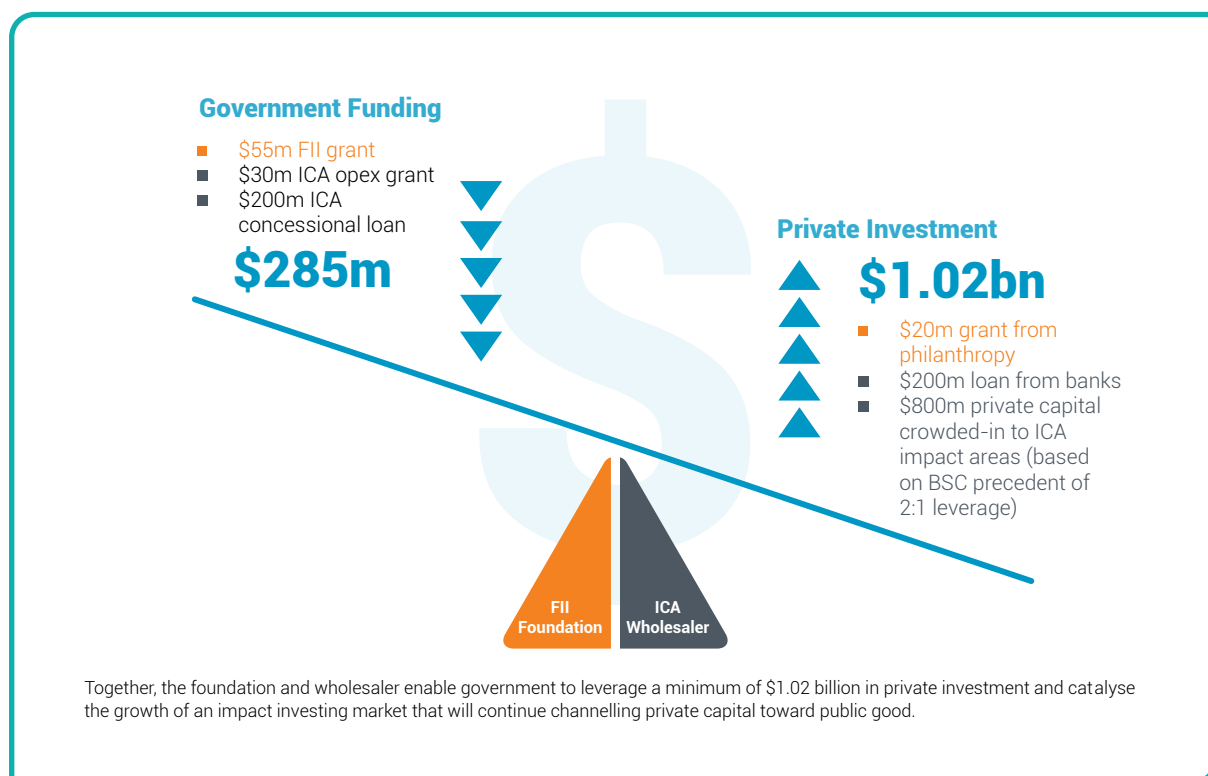 Government Funding
$55m FII grant
$30m ICA opex grant
$200m ICA
concessional loan
$285m
Private Investment
$1.02bn
$20m grant from
philanthropy
$200m loan from banks
$800m private capital
crowded-in to ICA
impact areas (based
on BSC precedent of
2:1 leverage)
FII
Foundation
ICA
Wholesaler
Together, the foundation and wholesaler enable government to leverage a minimum of $1.02 billion in private investment and catalyse
the growth of an impact investing market that will continue channelling private capital toward public good.